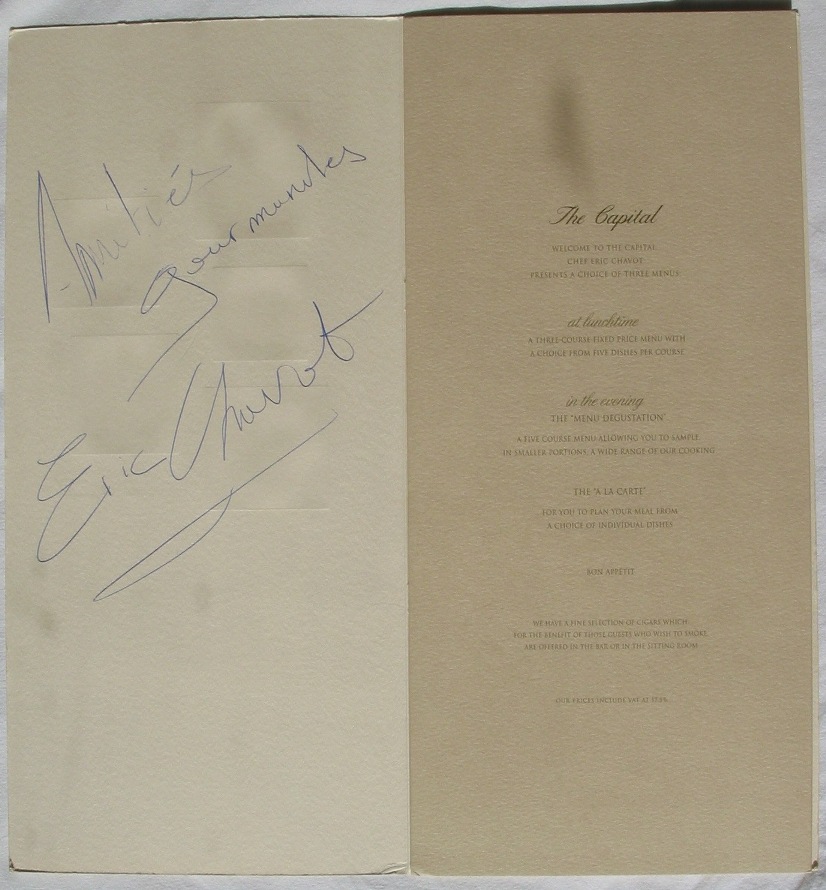 Amitiés
gourmandes
Eric Chavot
The Capital
WELCOME TO THE CAPITAL
CHEF ERIC CHAVOT
PRESENTS A CHOICE OF THREE MENUS:
at lunchtime
A THREE-COURSE FIXED PRICE MENU WITH
A CHOICE FROM FIVE DISHES PER COURSE
in the evening
THE "MENU DEGUSTATION"
A FIVE COURSE MENU ALLOWING YOU TO SAMPLE,
IN SMALLER PORTIONS, A WIDE RANGE OF OUR COOKING
THE "A LA CARTE"
FOR YOU TO PLAN YOUR MEAL FROM
A CHOICE OF INDIVIDUAL DISHES
BON APPETIT
WE HAVE A FINE SELECTION OF CIGARS WHICH,
FOR THE BENEFIT OF THOSE GUESTS WHO WISH TO SMOKE,
ARE OFFERED IN THE BAR OR IN THE SITTING ROOM
OUR PRICES INCLUDE VAT AT 17.5%